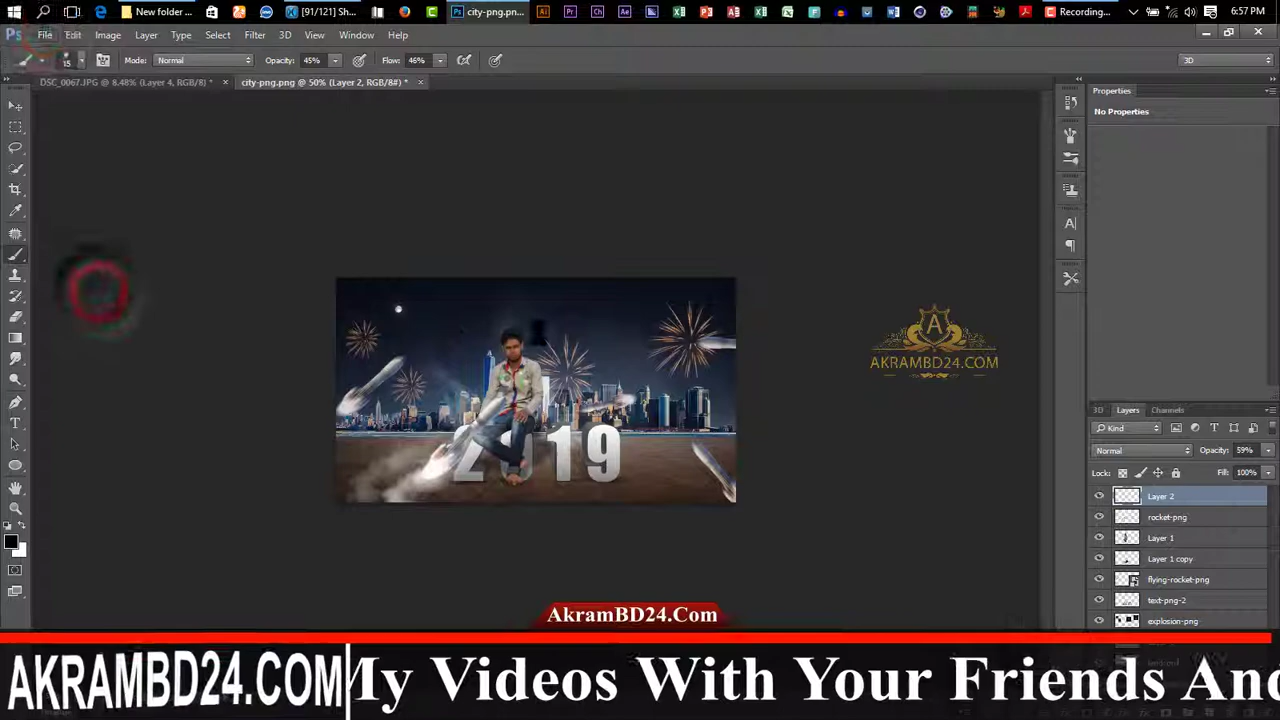 New folder
[91/121] Sh...
city-png.pn...
Recording...
6:57 PM
Ps File Edit Image Layer Type Select Filter 3D View Window Help
15 Mode: Normal Opacity: 45% Flow: 46% 3D
DSC_0067.JPG @ 8.48% (Layer 4, RGB/8) * × city-png.png @ 50% (Layer 2, RGB/8#) * ×
Properties
No Properties
A
AKRAMBD24.COM
2019
3D Layers Channels
Kind
Normal Opacity: 59%
Lock: Fill: 100%
Layer 2
rocket-png
Layer 1
Layer 1 copy
flying-rocket-png
text-png-2
explosion-png
AkramBD24.Com
AKRAMBD24.COM My Videos With Your Friends And